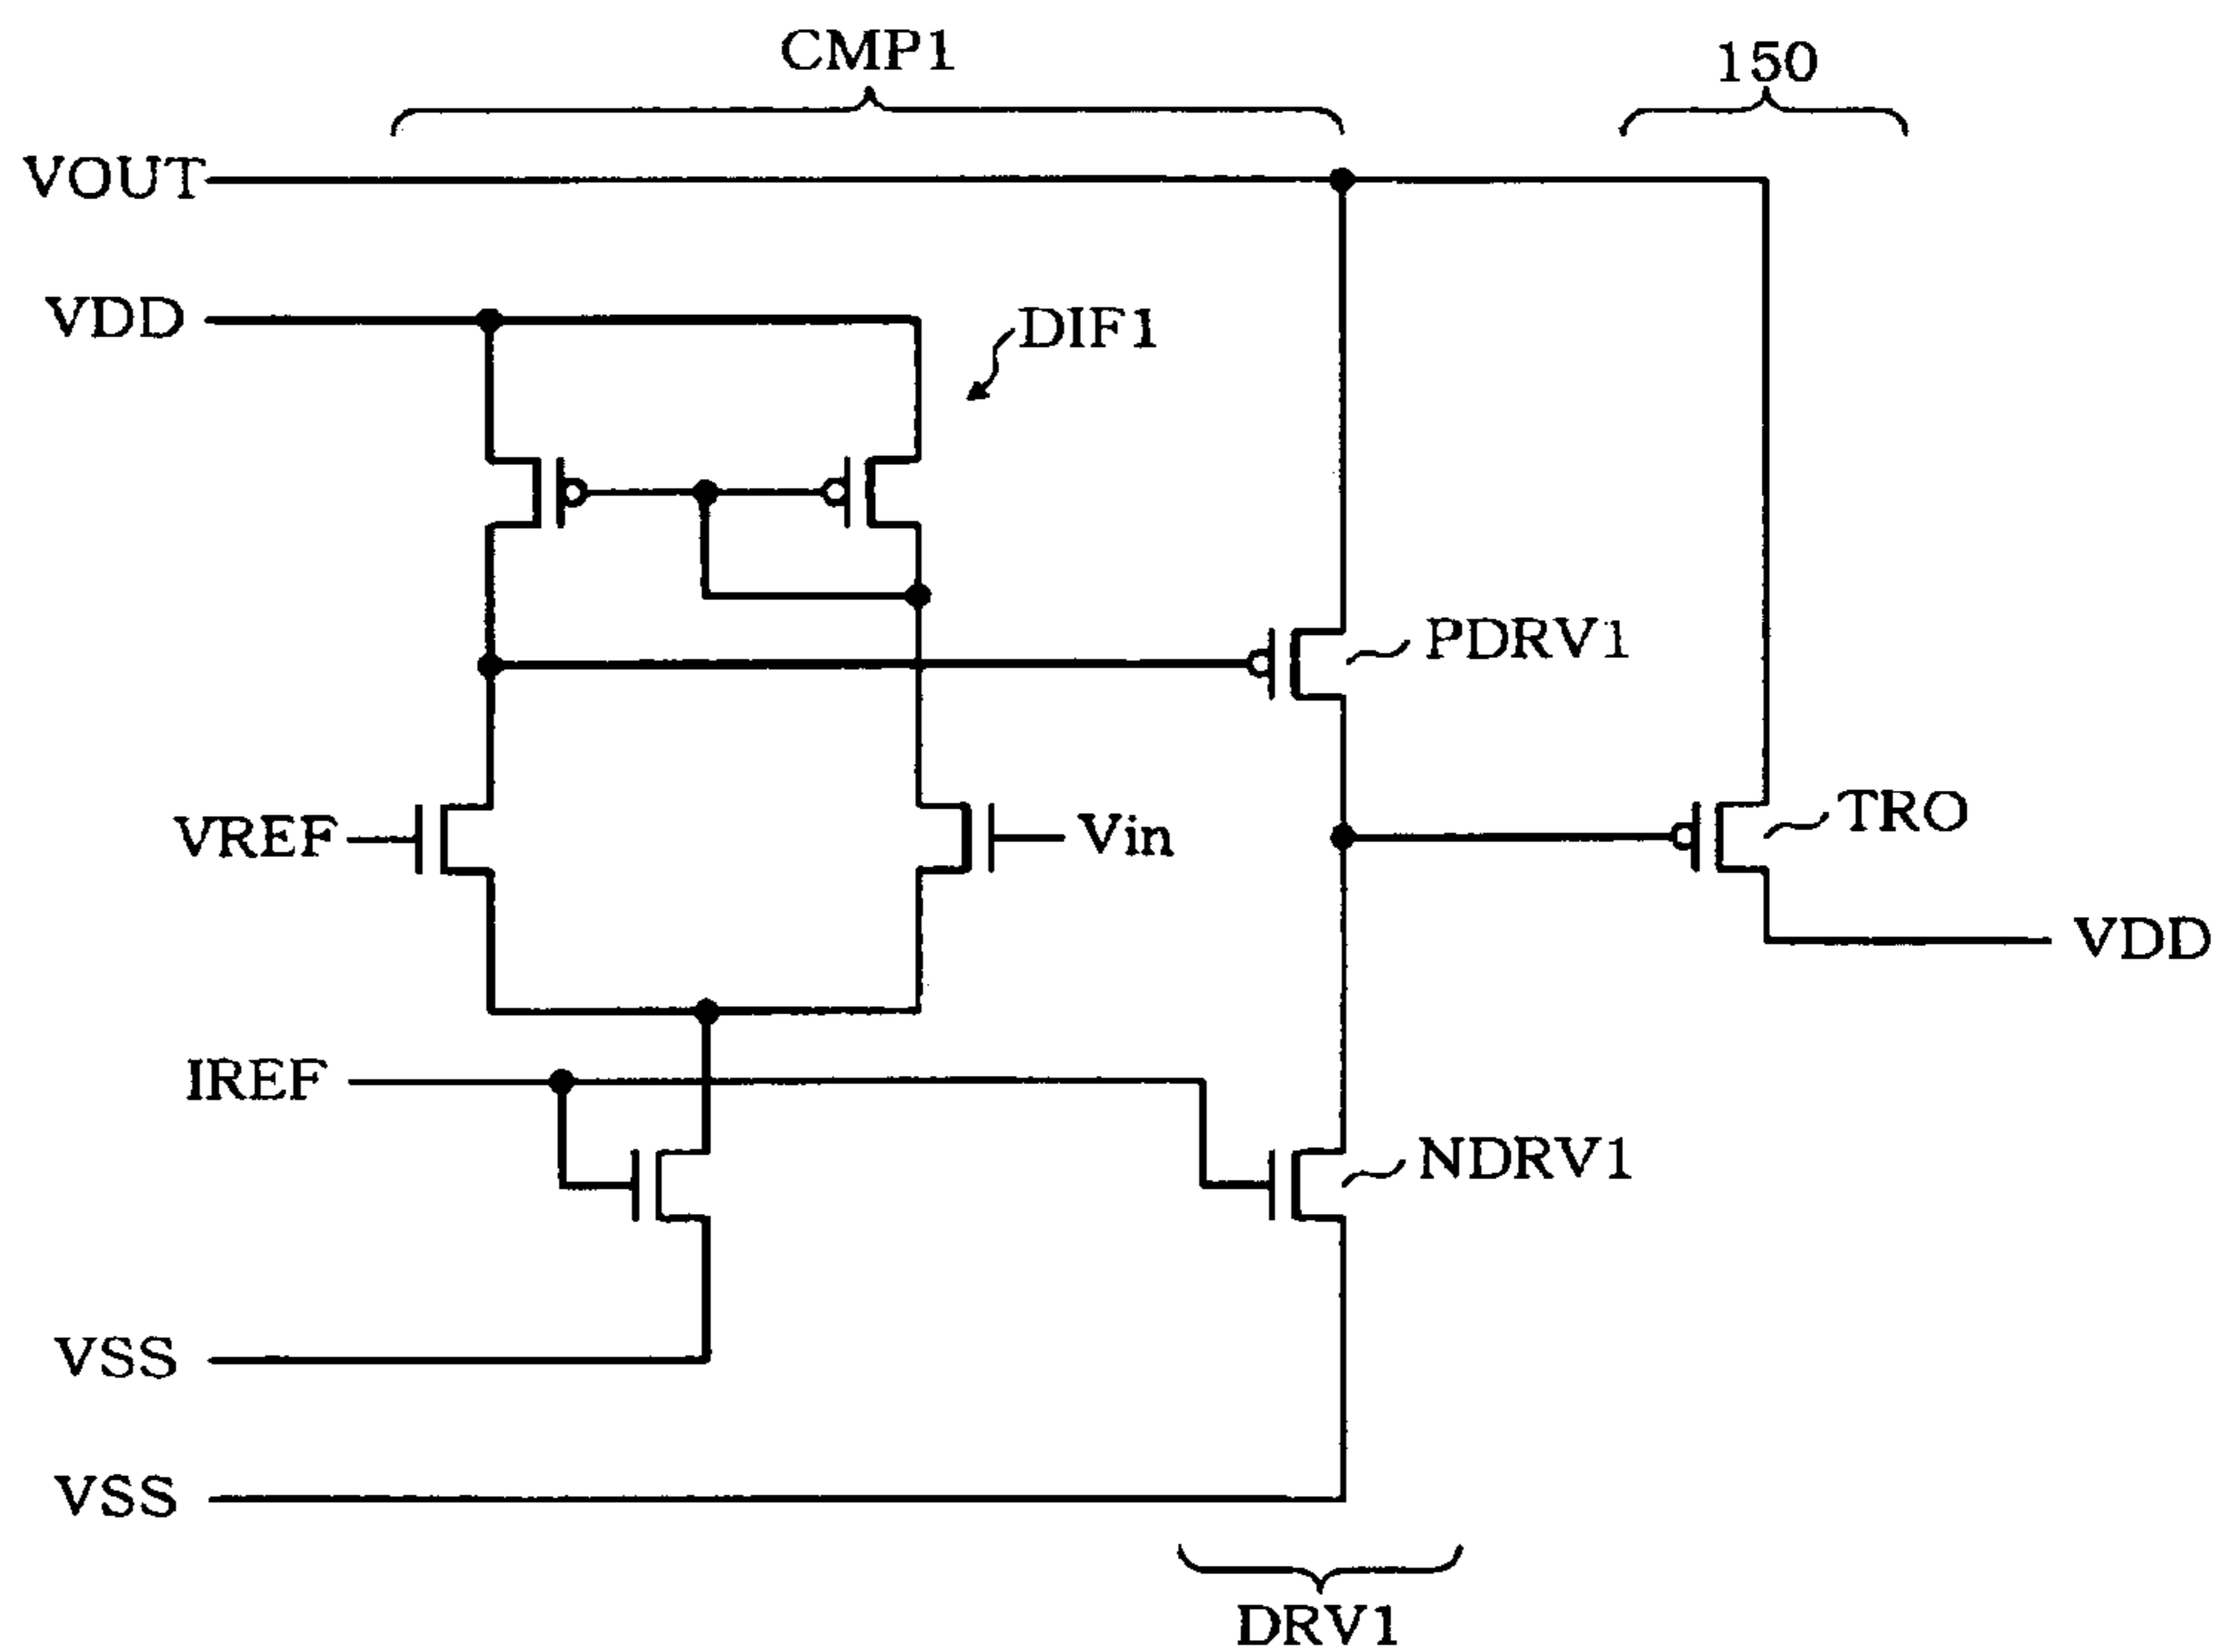 CMP1
150
VOUT
VDD
DIF1
PDRV1
VREF
Vin
TRO
VDD
IREF
NDRV1
VSS
VSS
DRV1